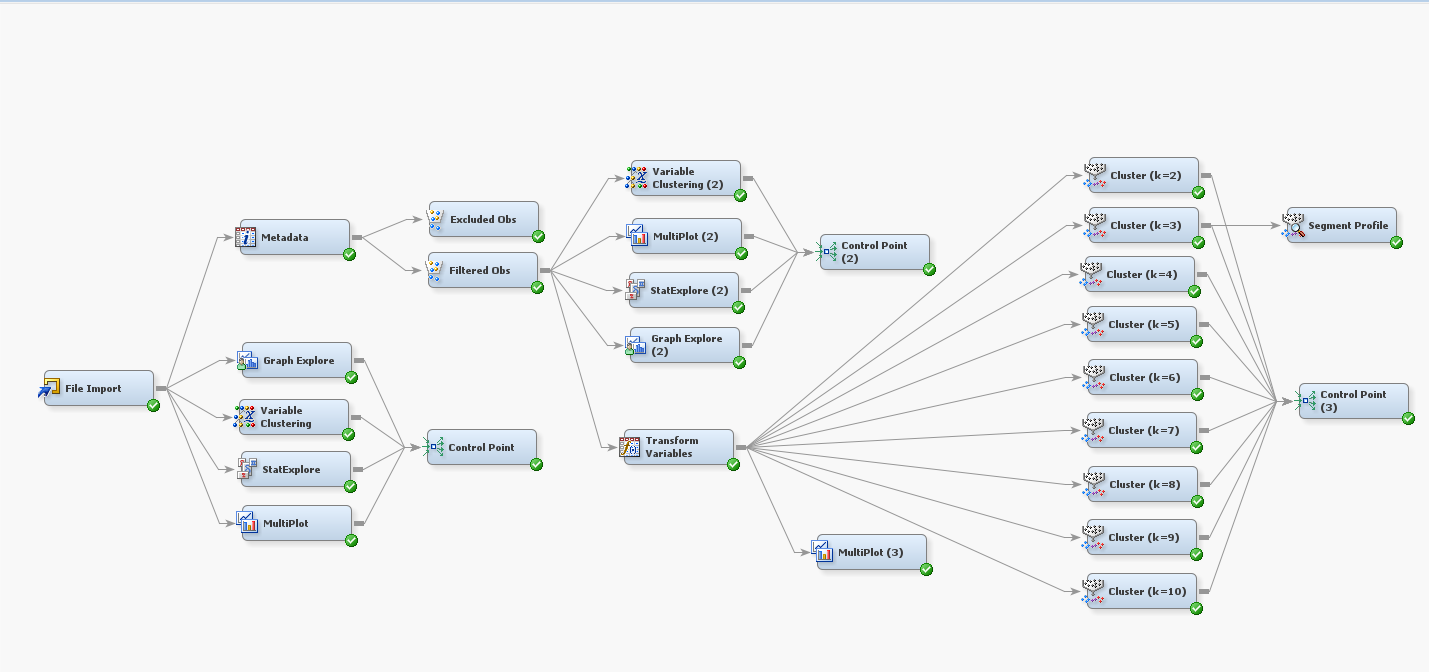 File Import
Metadata
Graph Explore
Variable
Clustering
StatExplore
MultiPlot
Excluded Obs
Filtered Obs
Control Point
Variable
Clustering (2)
MultiPlot (2)
StatExplore (2)
Graph Explore
(2)
Transform
Variables
Control Point
(2)
MultiPlot (3)
Cluster (k=2)
Cluster (k=3)
Cluster (k=4)
Cluster (k=5)
Cluster (k=6)
Cluster (k=7)
Cluster (k=8)
Cluster (k=9)
Cluster (k=10)
Segment Profile
Control Point
(3)